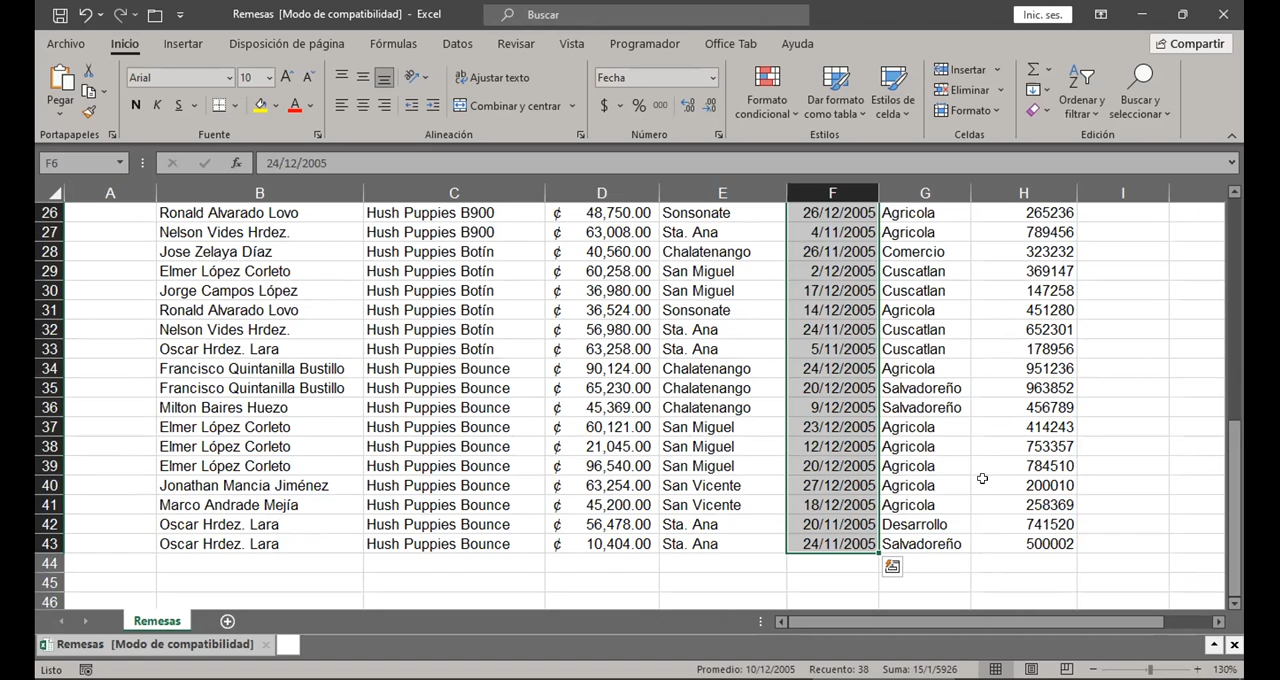 Remesas [Modo de compatibilidad] - Excel
Buscar
Inic. ses.
Archivo Inicio Insertar Disposición de página Fórmulas Datos Revisar Vista Programador Office Tab Ayuda Compartir
Pegar
Arial 10
N K S
Ajustar texto
Combinar y centrar
Fecha
$ % 000
Formato condicional
Dar formato como tabla
Estilos de celda
Insertar
Eliminar
Formato
Ordenar y filtrar
Buscar y seleccionar
Portapapeles Fuente Alineación Número Estilos Celdas Edición
F6 fx 24/12/2005
A B C D E F G H I
26 Ronald Alvarado Lovo Hush Puppies B900 ₡ 48,750.00 Sonsonate 26/12/2005 Agricola 265236
27 Nelson Vides Hrdez. Hush Puppies B900 ₡ 63,008.00 Sta. Ana 4/11/2005 Agricola 789456
28 Jose Zelaya Díaz Hush Puppies Botín ₡ 40,560.00 Chalatenango 26/11/2005 Comercio 323232
29 Elmer López Corleto Hush Puppies Botín ₡ 60,258.00 San Miguel 2/12/2005 Cuscatlan 369147
30 Jorge Campos López Hush Puppies Botín ₡ 36,980.00 San Miguel 17/12/2005 Cuscatlan 147258
31 Ronald Alvarado Lovo Hush Puppies Botín ₡ 36,524.00 Sonsonate 14/12/2005 Agricola 451280
32 Nelson Vides Hrdez. Hush Puppies Botín ₡ 56,980.00 Sta. Ana 24/11/2005 Cuscatlan 652301
33 Oscar Hrdez. Lara Hush Puppies Botín ₡ 63,258.00 Sta. Ana 5/11/2005 Cuscatlan 178956
34 Francisco Quintanilla Bustillo Hush Puppies Bounce ₡ 90,124.00 Chalatenango 24/12/2005 Agricola 951236
35 Francisco Quintanilla Bustillo Hush Puppies Bounce ₡ 65,230.00 Chalatenango 20/12/2005 Salvadoreño 963852
36 Milton Baires Huezo Hush Puppies Bounce ₡ 45,369.00 Chalatenango 9/12/2005 Salvadoreño 456789
37 Elmer López Corleto Hush Puppies Bounce ₡ 60,121.00 San Miguel 23/12/2005 Agricola 414243
38 Elmer López Corleto Hush Puppies Bounce ₡ 21,045.00 San Miguel 12/12/2005 Agricola 753357
39 Elmer López Corleto Hush Puppies Bounce ₡ 96,540.00 San Miguel 20/12/2005 Agricola 784510
40 Jonathan Mancia Jiménez Hush Puppies Bounce ₡ 63,254.00 San Vicente 27/12/2005 Agricola 200010
41 Marco Andrade Mejía Hush Puppies Bounce ₡ 45,200.00 San Vicente 18/12/2005 Agricola 258369
42 Oscar Hrdez. Lara Hush Puppies Bounce ₡ 56,478.00 Sta. Ana 20/11/2005 Desarrollo 741520
43 Oscar Hrdez. Lara Hush Puppies Bounce ₡ 10,404.00 Sta. Ana 24/11/2005 Salvadoreño 500002
44
45
46
Remesas
Remesas [Modo de compatibilidad]
Listo Promedio: 10/12/2005 Recuento: 38 Suma: 15/1/5926 130%